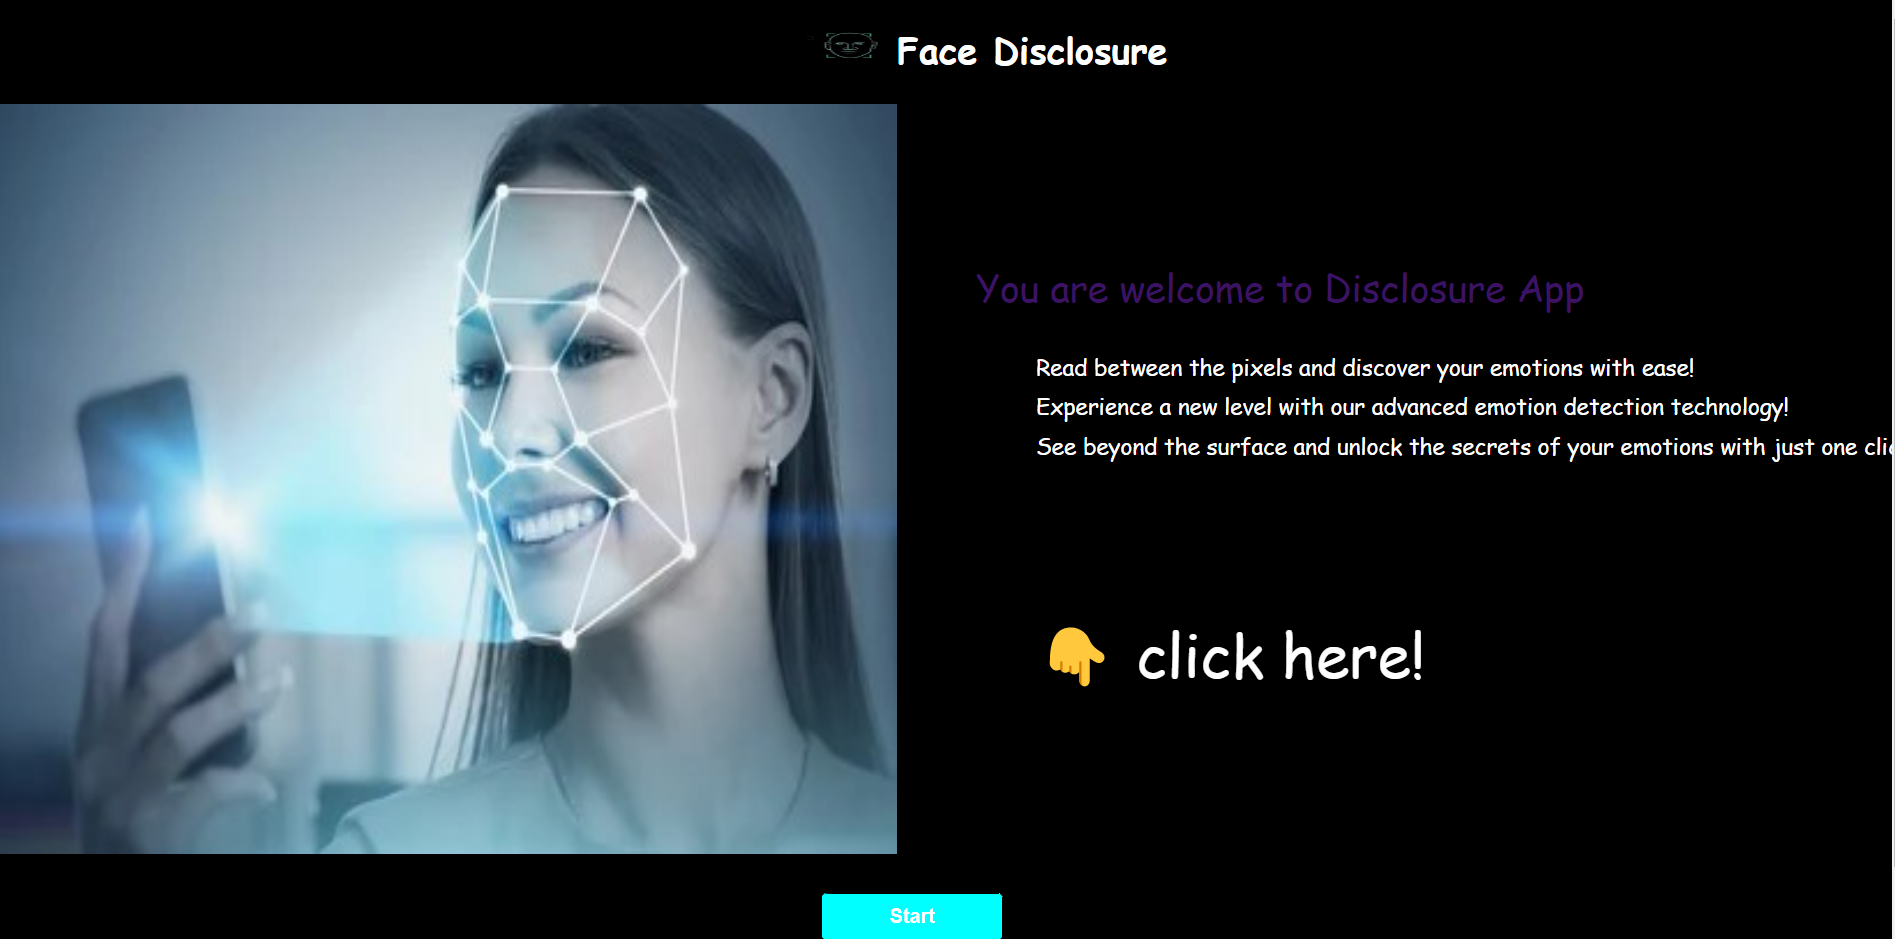 Face Disclosure
You are welcome to Disclosure App
Read between the pixels and discover your emotions with ease!
Experience a new level with our advanced emotion detection technology!
See beyond the surface and unlock the secrets of your emotions with just one
click here!
Start